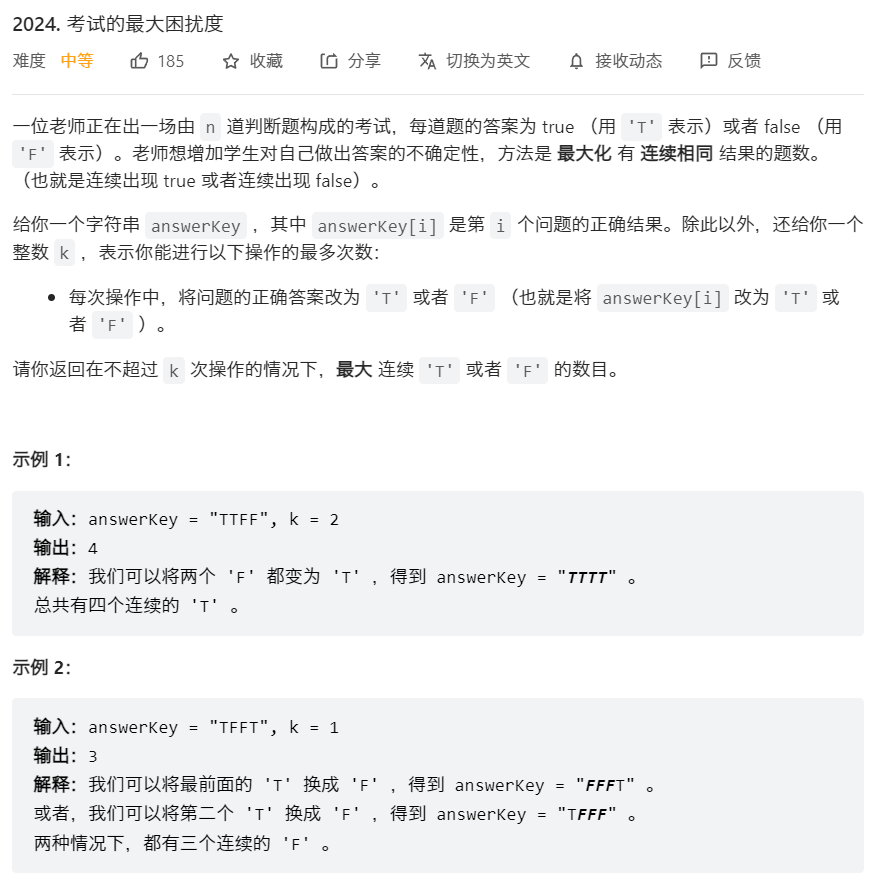 2024. 考试的最大困扰度
难度 中等 185 收藏 分享 切换为英文 接收动态 反馈
一位老师正在出一场由 n 道判断题构成的考试，每道题的答案为 true （用 'T' 表示）或者 false （用
'F' 表示）。老师想增加学生对自己做出答案的不确定性，方法是 最大化 有 连续相同 结果的题数。
（也就是连续出现 true 或者连续出现 false）。
给你一个字符串 answerKey ，其中 answerKey[i] 是第 i 个问题的正确结果。除此以外，还给你一个
整数 k ，表示你能进行以下操作的最多次数：
• 每次操作中，将问题的正确答案改为 'T' 或者 'F' （也就是将 answerKey[i] 改为 'T' 或
者 'F' ）。
请你返回在不超过 k 次操作的情况下，最大 连续 'T' 或者 'F' 的数目。
示例 1：
输入：answerKey = "TTFF", k = 2
输出：4
解释：我们可以将两个 'F' 都变为 'T' ，得到 answerKey = "TTTT" 。
总共有四个连续的 'T' 。
示例 2：
输入：answerKey = "TFFT", k = 1
输出：3
解释：我们可以将最前面的 'T' 换成 'F' ，得到 answerKey = "FFFT" 。
或者，我们可以将第二个 'T' 换成 'F' ，得到 answerKey = "TFFF" 。
两种情况下，都有三个连续的 'F' 。